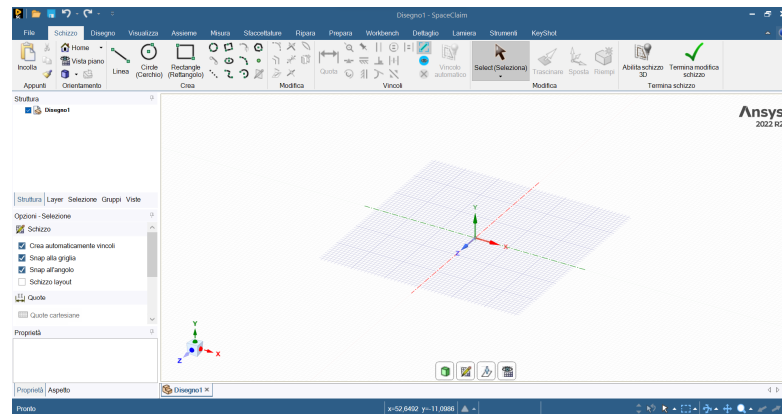 Disegno1 - SpaceClaim
File Schizzo Disegno Visualizza Assieme Misura Sfaccettature Ripara Prepara Workbench Dettaglio Lamiera Strumenti KeyShot
Incolla
Home
Vista piano
Linea
Circle (Cerchio)
Rectangle (Rettangolo)
Quota
Vincolo automatico
Select (Seleziona)
Trascinare
Sposta
Riempi
Abilita schizzo 3D
Termina modifica schizzo
Appunti Orientamento Crea Modifica Vincoli Modifica Termina schizzo
Struttura
Disegno1
Ansys
2022 R2
Y
X
Z
Struttura Layer Selezione Gruppi Viste
Opzioni - Selezione
Schizzo
Crea automaticamente vincoli
Snap alla griglia
Snap all'angolo
Schizzo layout
Quote
Quote cartesiane
Proprietà
Y
X
Z
Proprietà Aspetto
Disegno1
Pronto
x=52,6492 y=-11,0986